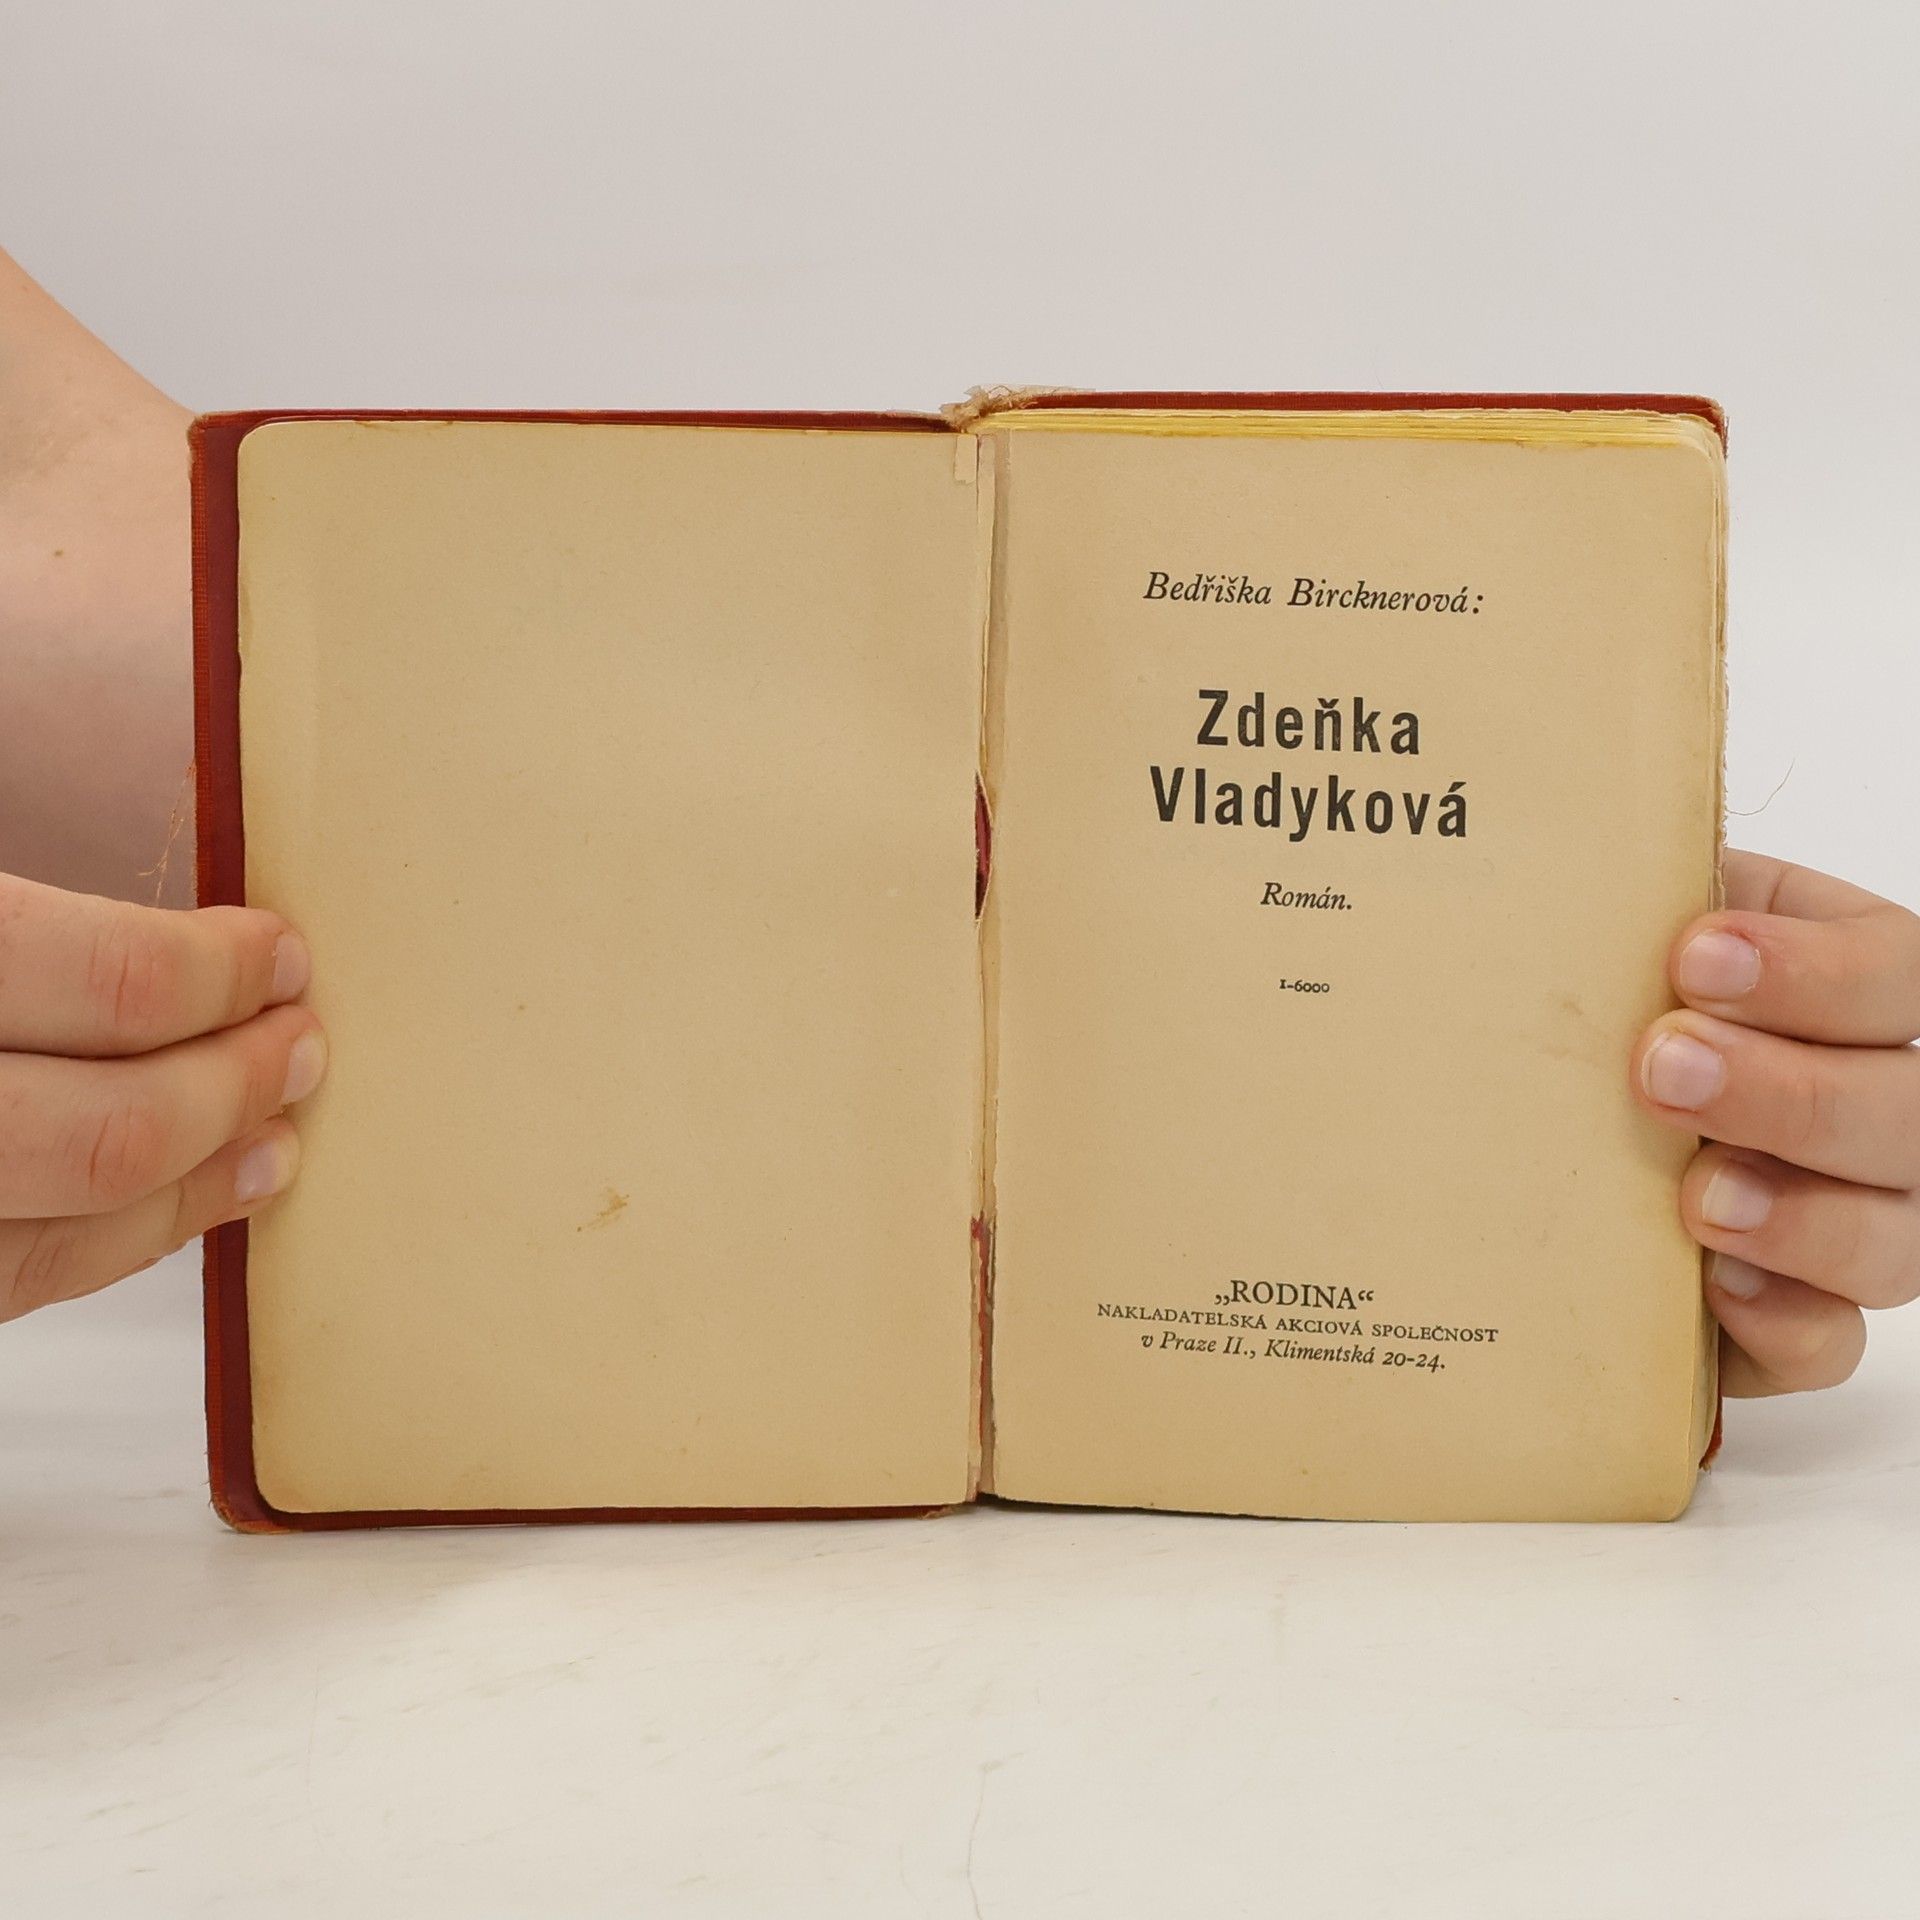 Bedřiška Bircknerová:
Zdeňka
Vladyková
Román.
1-6000
„RODINA“
NAKLADATELSKÁ AKCIOVÁ SPOLEČNOST
v Praze II., Klimentská 20-24.